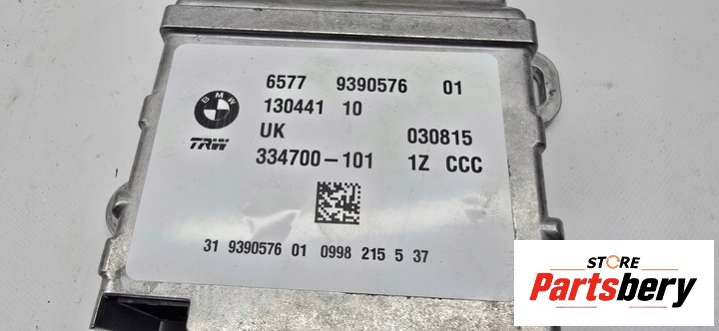 BMW
6577 9390576 01
130441 10
UK 030815
TRW 334700-101 1Z CCC
31 9390576 01 0998 215 5 37
STORE
Partsbery